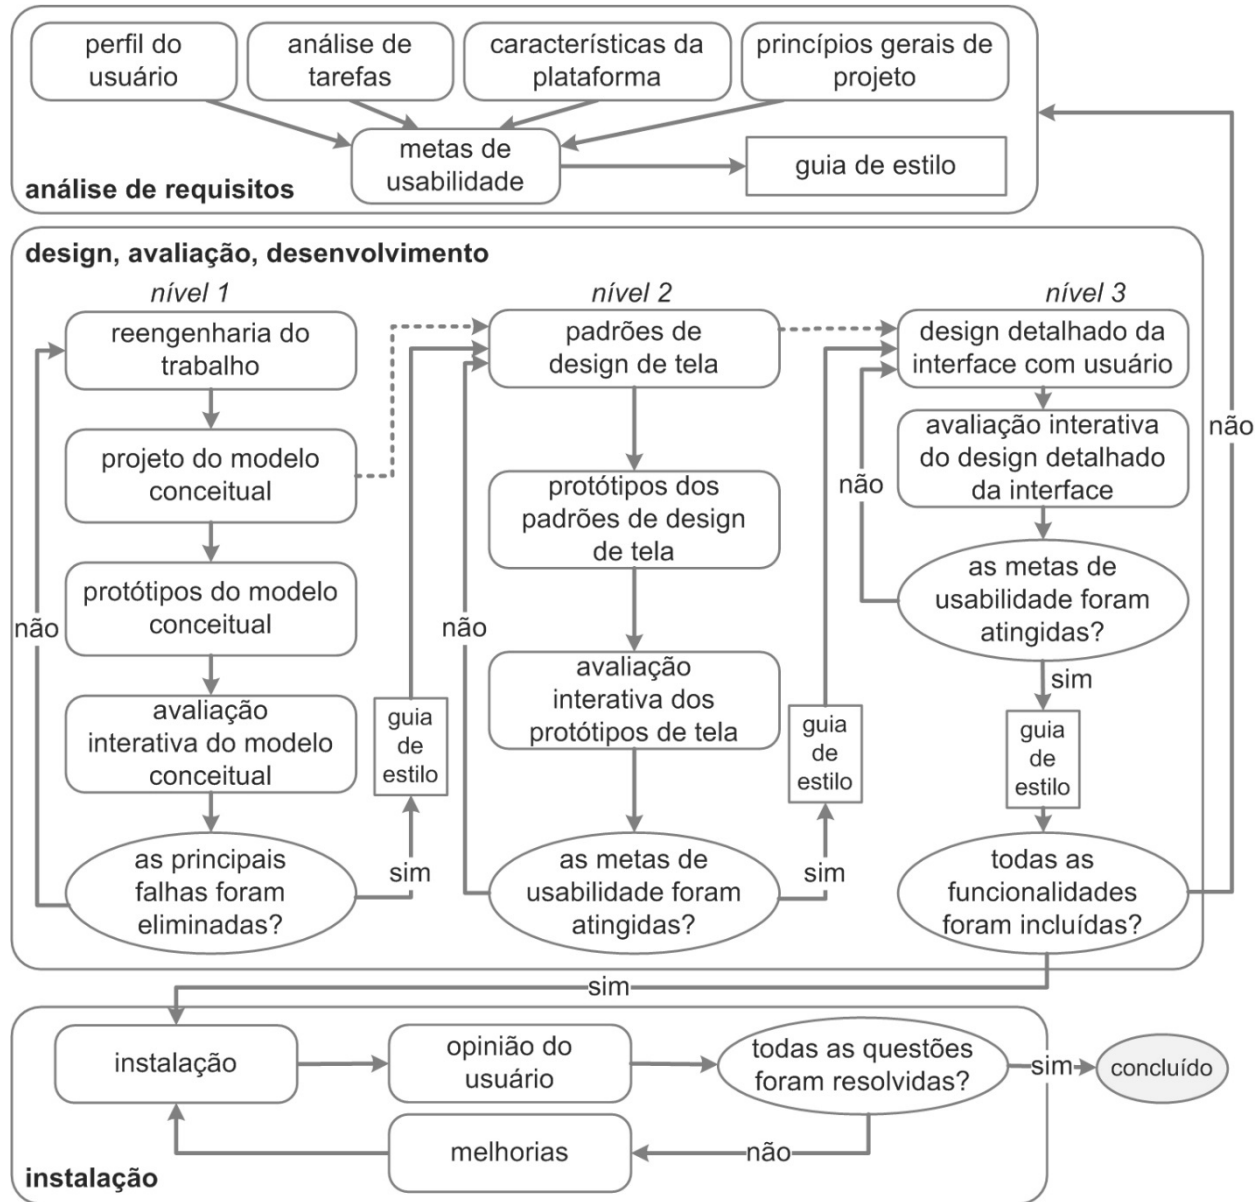 perfil do
usuário
análise de
tarefas
características da
plataforma
princípios gerais de
projeto
metas de
usabilidade
guia de estilo
análise de requisitos
design, avaliação, desenvolvimento
nível 1
reengenharia do
trabalho
projeto do modelo
conceitual
protótipos do modelo
conceitual
não
avaliação
interativa do modelo
conceitual
as principais
falhas foram
eliminadas?
sim
guia
de
estilo
nível 2
padrões de
design de tela
protótipos dos
padrões de design
de tela
não
avaliação
interativa dos
protótipos de tela
as metas de
usabilidade foram
atingidas?
sim
guia
de
estilo
nível 3
design detalhado da
interface com usuário
avaliação interativa
do design detalhado
da interface
não
as metas de
usabilidade foram
atingidas?
sim
guia
de
estilo
todas as
funcionalidades
foram incluídas?
não
sim
instalação
opinião do
usuário
todas as questões
foram resolvidas?
sim
concluído
não
melhorias
instalação